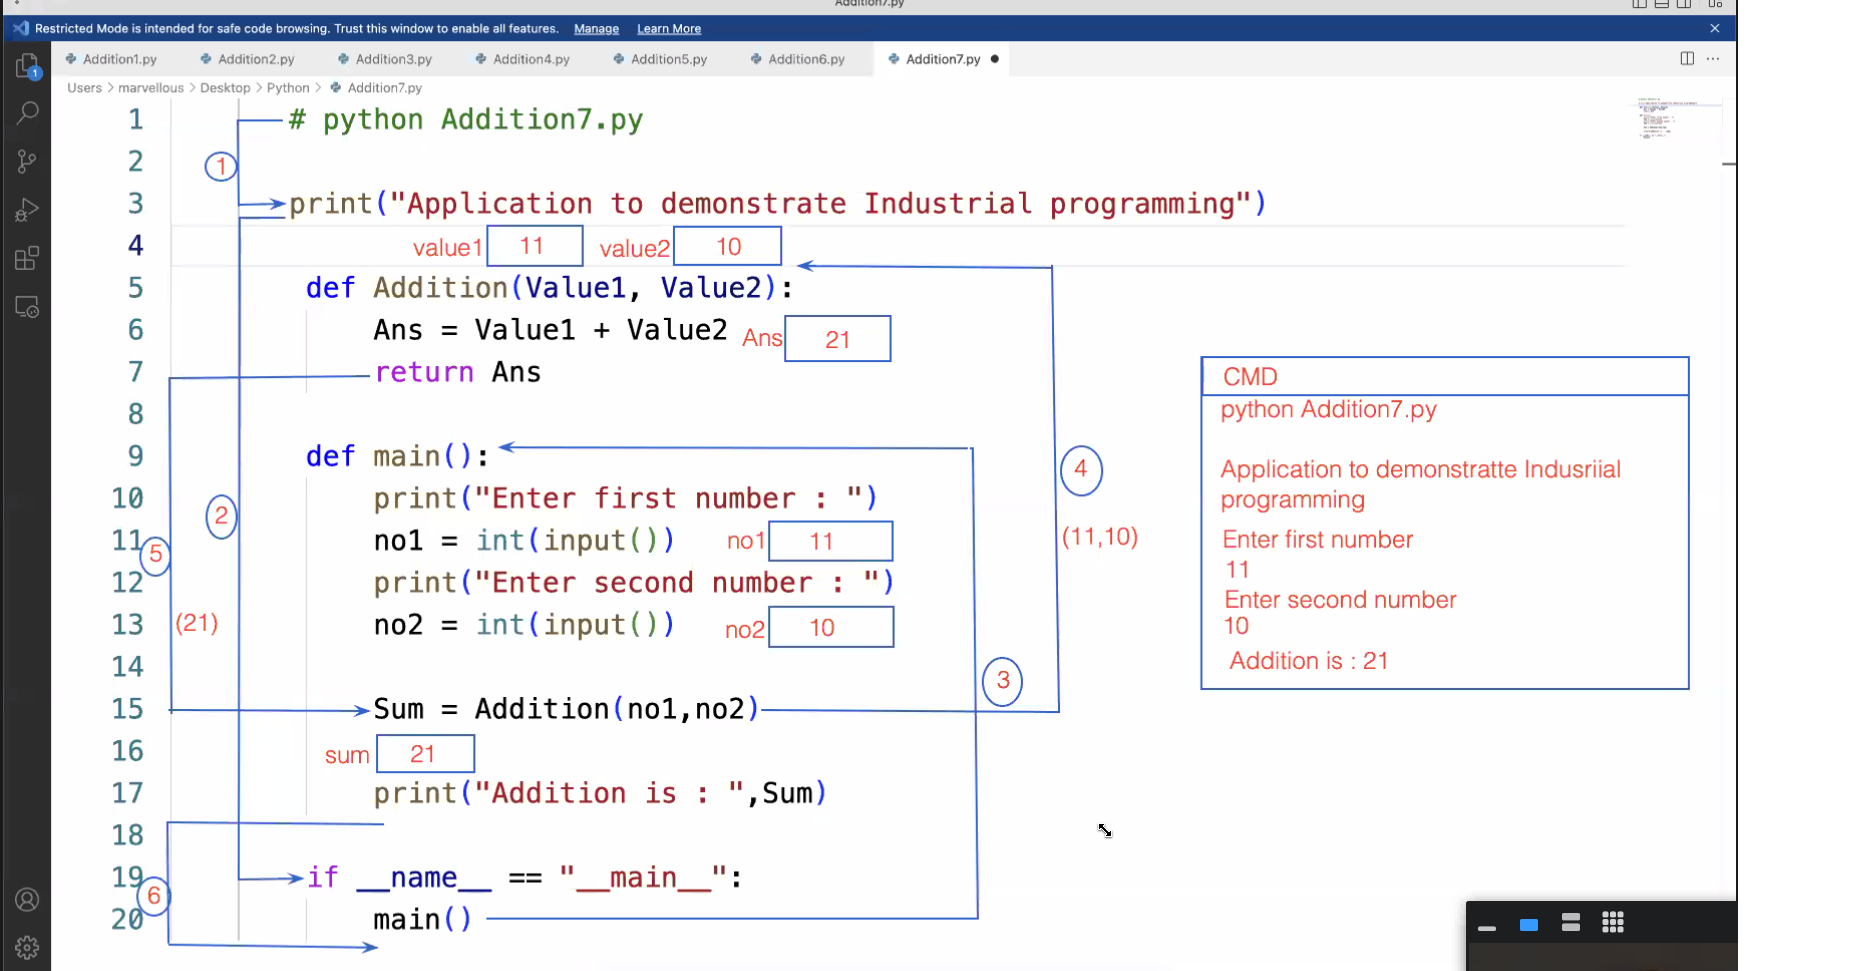 Addition7.py
Restricted Mode is intended for safe code browsing. Trust this window to enable all features. Manage Learn More
Addition1.py Addition2.py Addition3.py Addition4.py Addition5.py Addition6.py Addition7.py
1
Users > marvellous > Desktop > Python > Addition7.py
1 # python Addition7.py
2
1
3 print("Application to demonstrate Industrial programming")
4 value1 11 value2 10
5 def Addition(Value1, Value2):
6 Ans = Value1 + Value2 Ans 21
7 return Ans
8
9 def main():
10 print("Enter first number : ")
11 no1 = int(input()) no1 11
12 print("Enter second number : ")
13 no2 = int(input()) no2 10
14
15 Sum = Addition(no1,no2)
16 sum 21
17 print("Addition is : ",Sum)
18
19 if __name__ == "__main__":
20 main()
2
5
(21)
6
3
4
(11,10)
CMD
python Addition7.py
Application to demonstratte Indusriial
programming
Enter first number
11
Enter second number
10
Addition is : 21